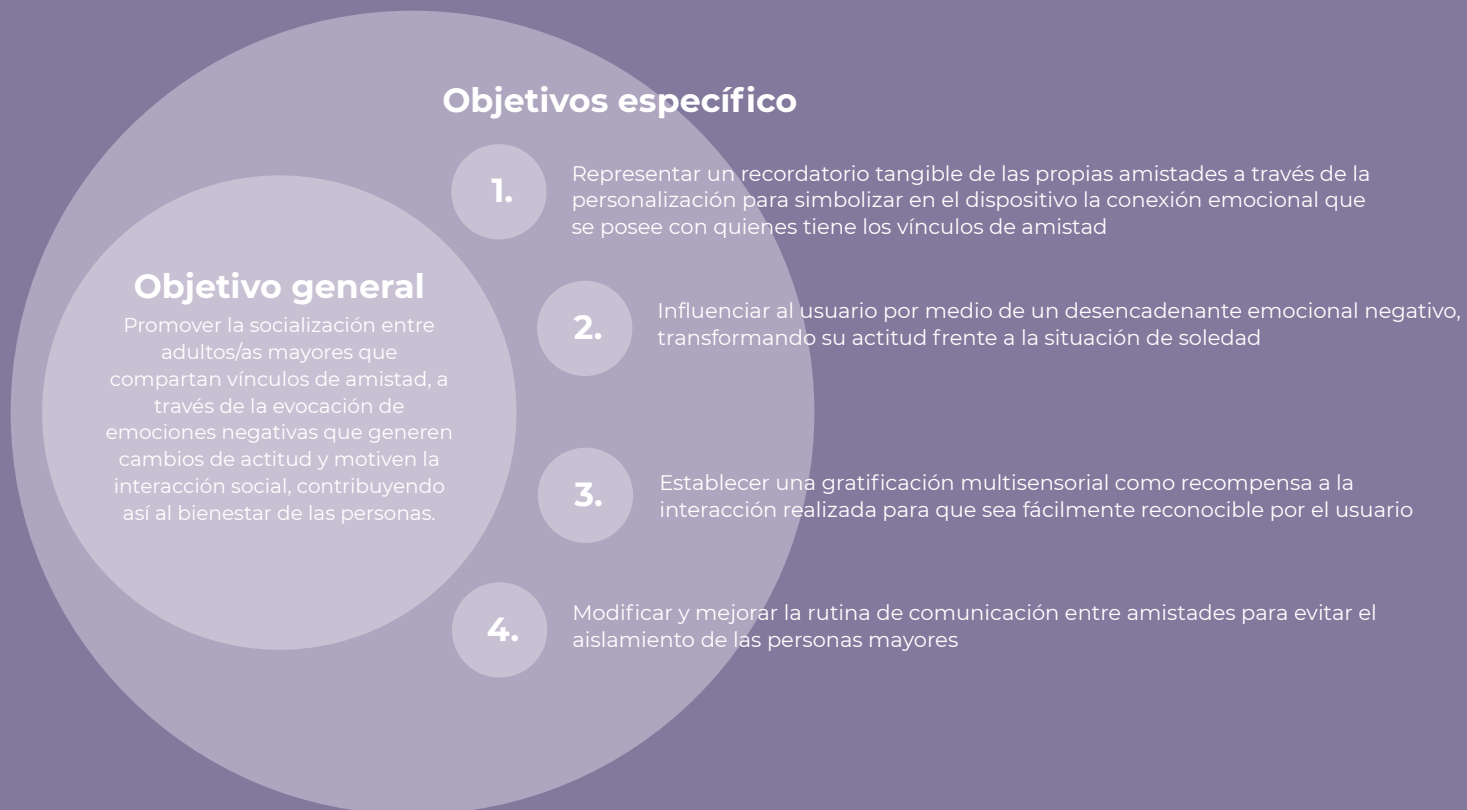 Objetivos específico
1.
Representar un recordatorio tangible de las propias amistades a través de la
personalización para simbolizar en el dispositivo la conexión emocional que
se posee con quienes tiene los vínculos de amistad
Objetivo general
Promover la socialización entre
adultos/as mayores que
compartan vínculos de amistad, a
través de la evocación de
emociones negativas que generen
cambios de actitud y motiven la
interacción social, contribuyendo
así al bienestar de las personas.
2.
Influenciar al usuario por medio de un desencadenante emocional negativo,
transformando su actitud frente a la situación de soledad
3.
Establecer una gratificación multisensorial como recompensa a la
interacción realizada para que sea fácilmente reconocible por el usuario
4.
Modificar y mejorar la rutina de comunicación entre amistades para evitar el
aislamiento de las personas mayores